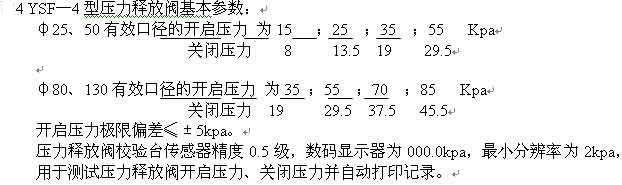 4 YSF—4 型压力释放阀基本参数：
φ25、50 有效口径的开启压力 为 15 ；25 ；35 ；55 Kpa
关闭压力 8 13.5 19 29.5
φ80、130 有效口径的开启压力 为 35 ；55 ；70 ；85 Kpa
关闭压力 19 29.5 37.5 45.5
开启压力极限偏差≤±5kpa。
压力释放阀校验台传感器精度 0.5 级，数码显示器为 000.0kpa，最小分辨率为 2kpa，
用于测试压力释放阀开启压力、关闭压力并自动打印记录。